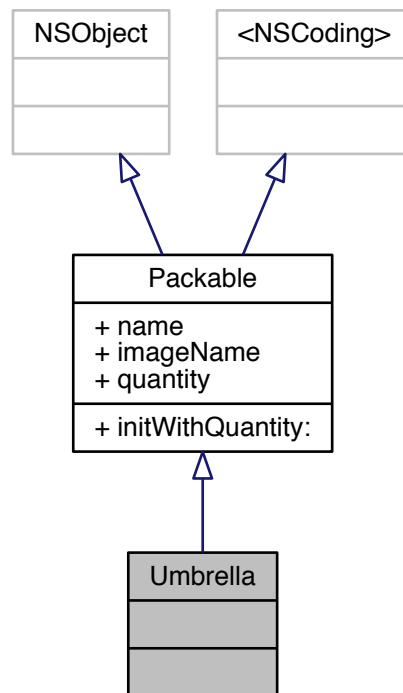 NSObject
<NSCoding>
Packable
+ name
+ imageName
+ quantity
+ initWithQuantity:
Umbrella